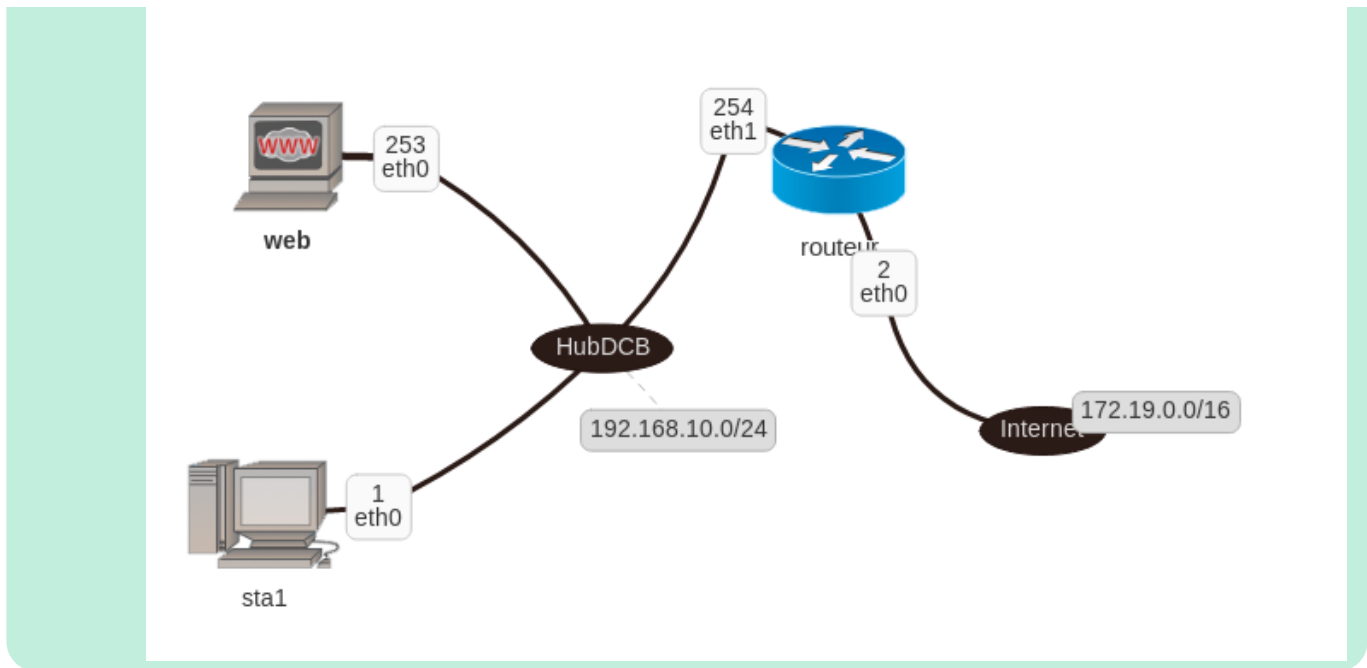 254
eth1
253
eth0
WWW
web
routeur
2
eth0
HubDCB
192.168.10.0/24
172.19.0.0/16
Internet
1
eth0
sta1